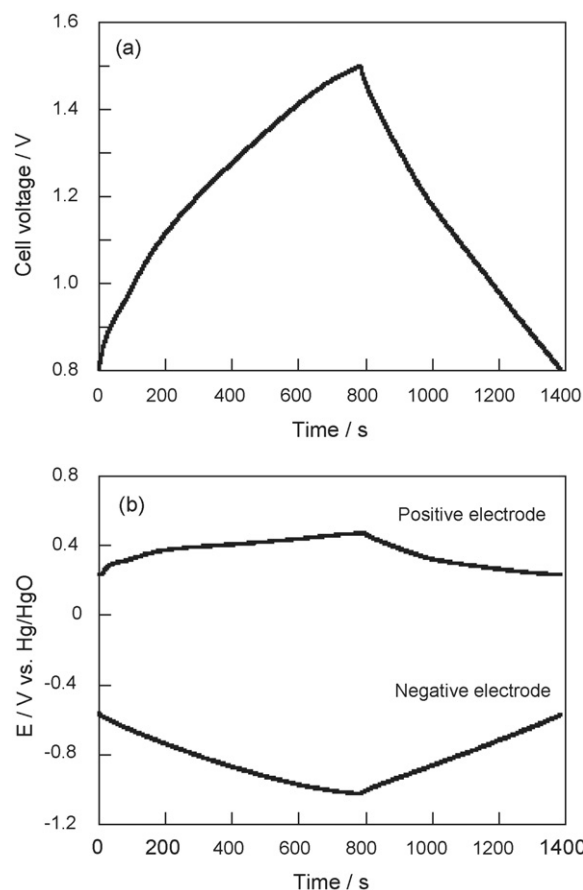 (a)
1.6
1.4
1.2
1.0
0.8
Cell voltage / V
0 200 400 600 800 1000 1200 1400
Time / s
(b)
0.8
0.4
0
-0.4
-0.8
-1.2
E / V vs. Hg/HgO
Positive electrode
Negative electrode
0 200 400 600 800 1000 1200 1400
Time / s